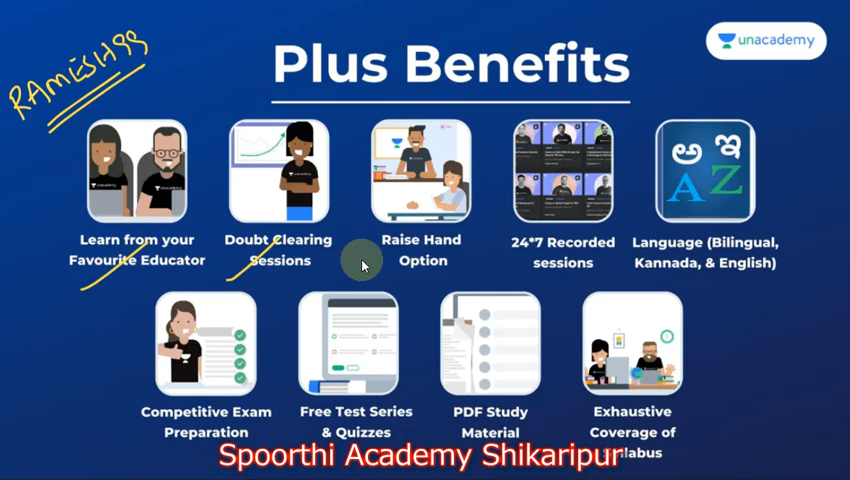 unacademy
RAMESH99
Plus Benefits
Learn from your
Favourite Educator
Doubt Clearing
Sessions
Raise Hand
Option
24*7 Recorded
sessions
ಅ ಇ
A Z
Language (Bilingual,
Kannada, & English)
Competitive Exam
Preparation
Free Test Series
& Quizzes
PDF Study
Material
Exhaustive
Coverage of
Syllabus
Spoorthi Academy Shikaripur